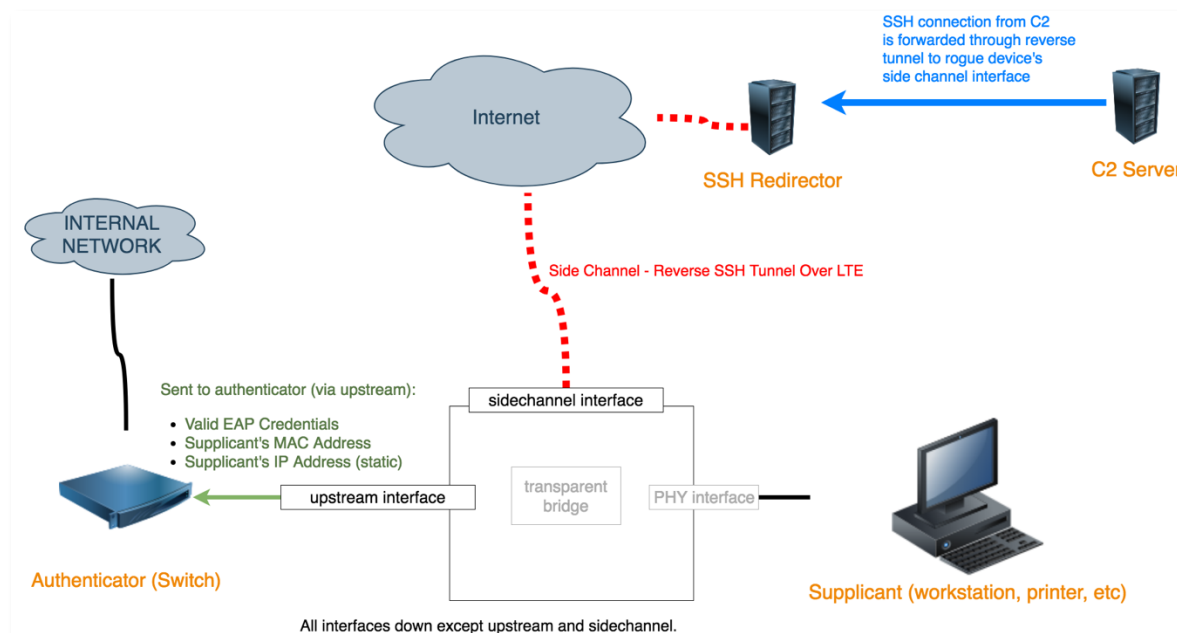 SSH connection from C2
is forwarded through reverse
tunnel to rogue device's
side channel interface
Internet
SSH Redirector
C2 Server
INTERNAL
NETWORK
Side Channel - Reverse SSH Tunnel Over LTE
Sent to authenticator (via upstream):
• Valid EAP Credentials
• Supplicant's MAC Address
• Supplicant's IP Address (static)
sidechannel interface
upstream interface
transparent
bridge
PHY interface
Authenticator (Switch)
Supplicant (workstation, printer, etc)
All interfaces down except upstream and sidechannel.